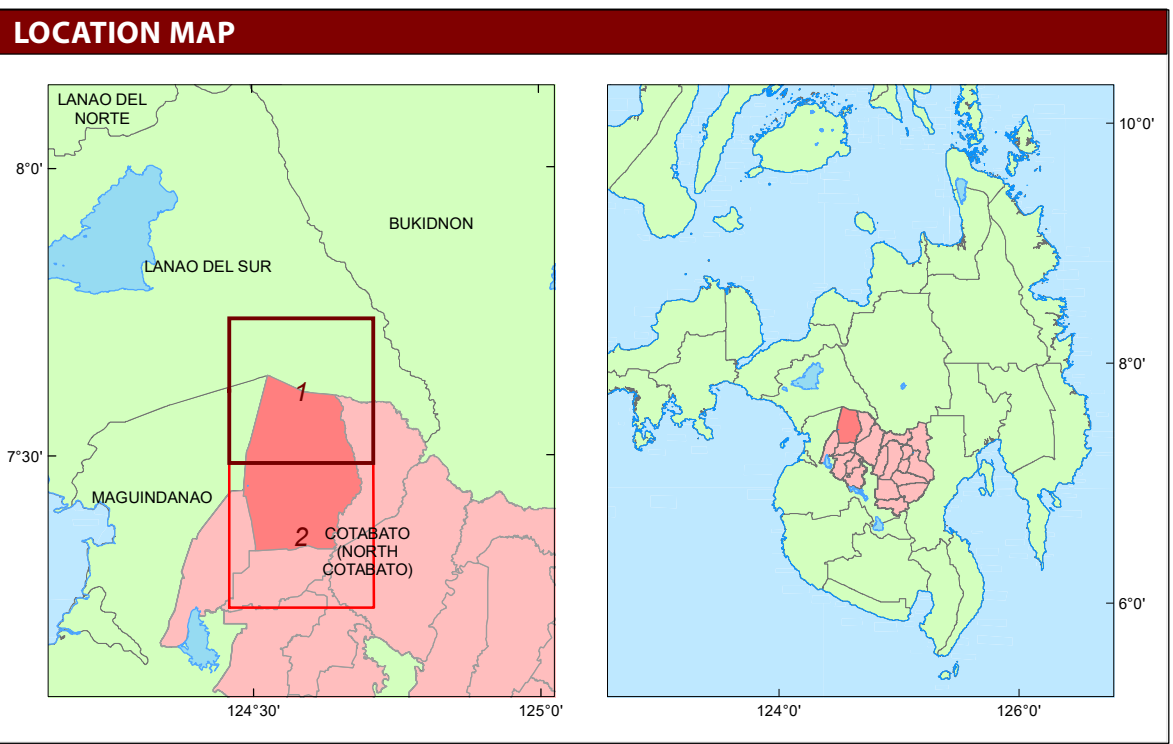 LOCATION MAP
LANAO DEL
NORTE
8°0'
BUKIDNON
LANAO DEL SUR
1
7°30'
MAGUINDANAO
2
COTABATO
(NORTH
COTABATO)
124°30'
125°0'
10°0'
8°0'
6°0'
124°0'
126°0'